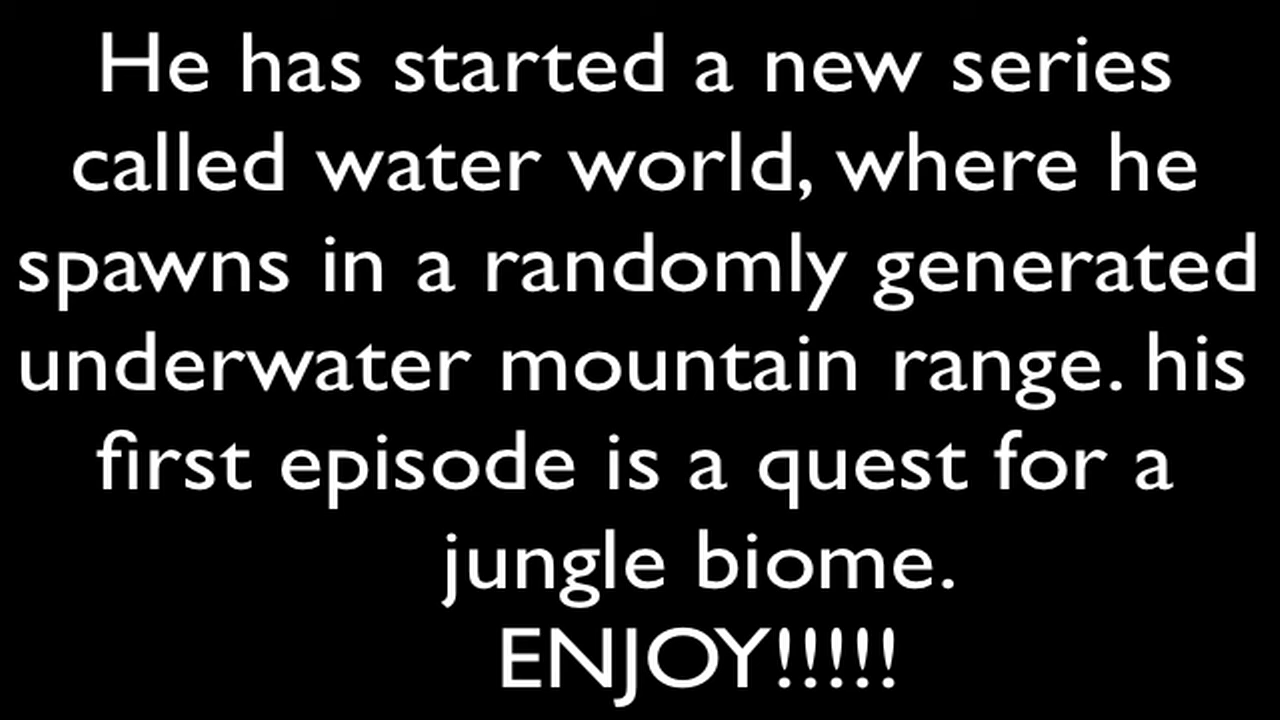 He has started a new series
called water world, where he
spawns in a randomly generated
underwater mountain range. his
first episode is a quest for a
jungle biome.
ENJOY!!!!!